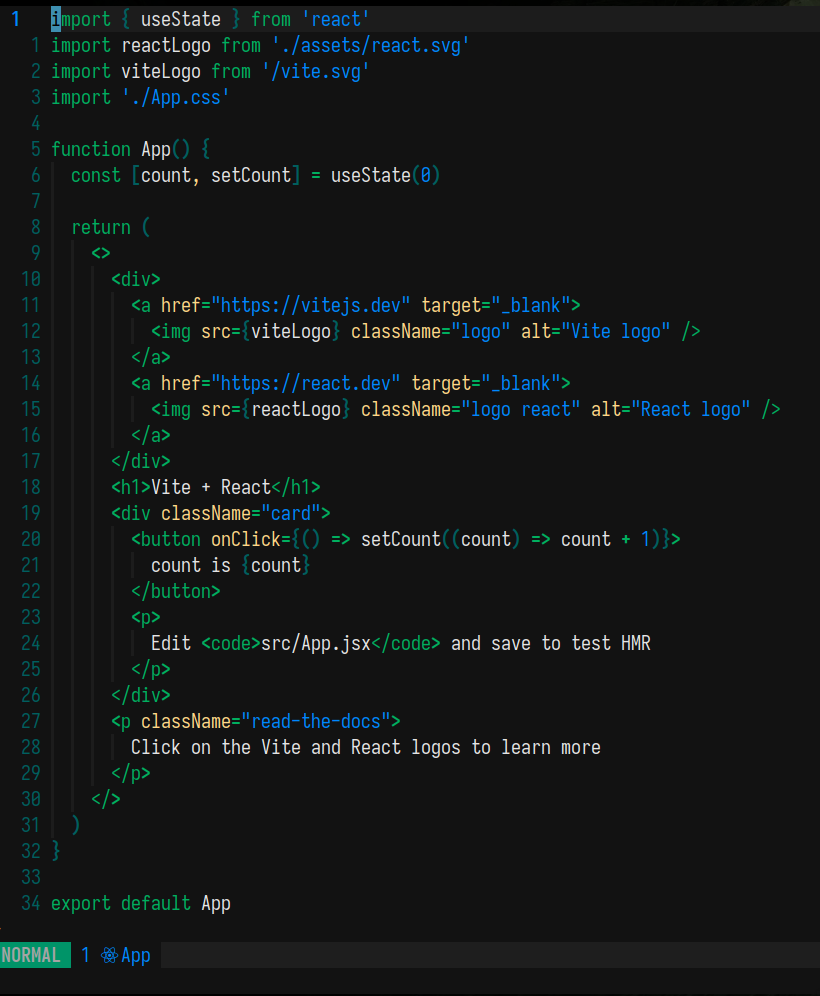 1 import { useState } from 'react'
1 import reactLogo from './assets/react.svg'
2 import viteLogo from '/vite.svg'
3 import './App.css'
4
5 function App() {
6   const [count, setCount] = useState(0)
7
8   return (
9     <>
10       <div>
11         <a href="https://vitejs.dev" target="_blank">
12           <img src={viteLogo} className="logo" alt="Vite logo" />
13         </a>
14         <a href="https://react.dev" target="_blank">
15           <img src={reactLogo} className="logo react" alt="React logo" />
16         </a>
17       </div>
18       <h1>Vite + React</h1>
19       <div className="card">
20         <button onClick={() => setCount((count) => count + 1)}>
21           count is {count}
22         </button>
23         <p>
24           Edit <code>src/App.jsx</code> and save to test HMR
25         </p>
26       </div>
27       <p className="read-the-docs">
28         Click on the Vite and React logos to learn more
29       </p>
30     </>
31   )
32 }
33
34 export default App
NORMAL 1 App